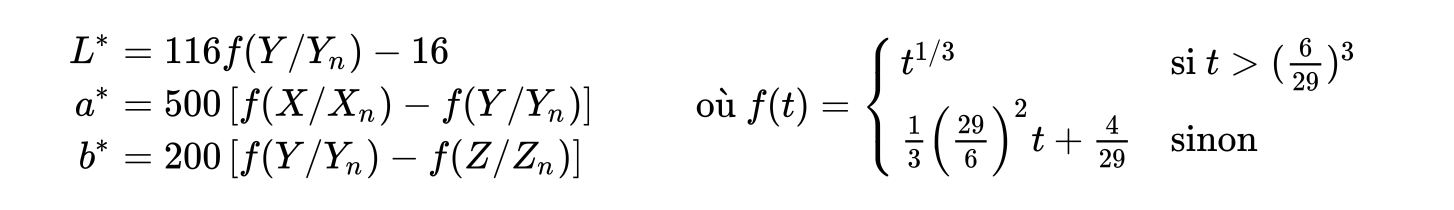 L* = 116f(Y/Yₙ) − 16
a* = 500 [f(X/Xₙ) − f(Y/Yₙ)]
b* = 200 [f(Y/Yₙ) − f(Z/Zₙ)]
où f(t) = { t^{1/3} si t > (6/29)³
1/3 (29/6)² t + 4/29 sinon